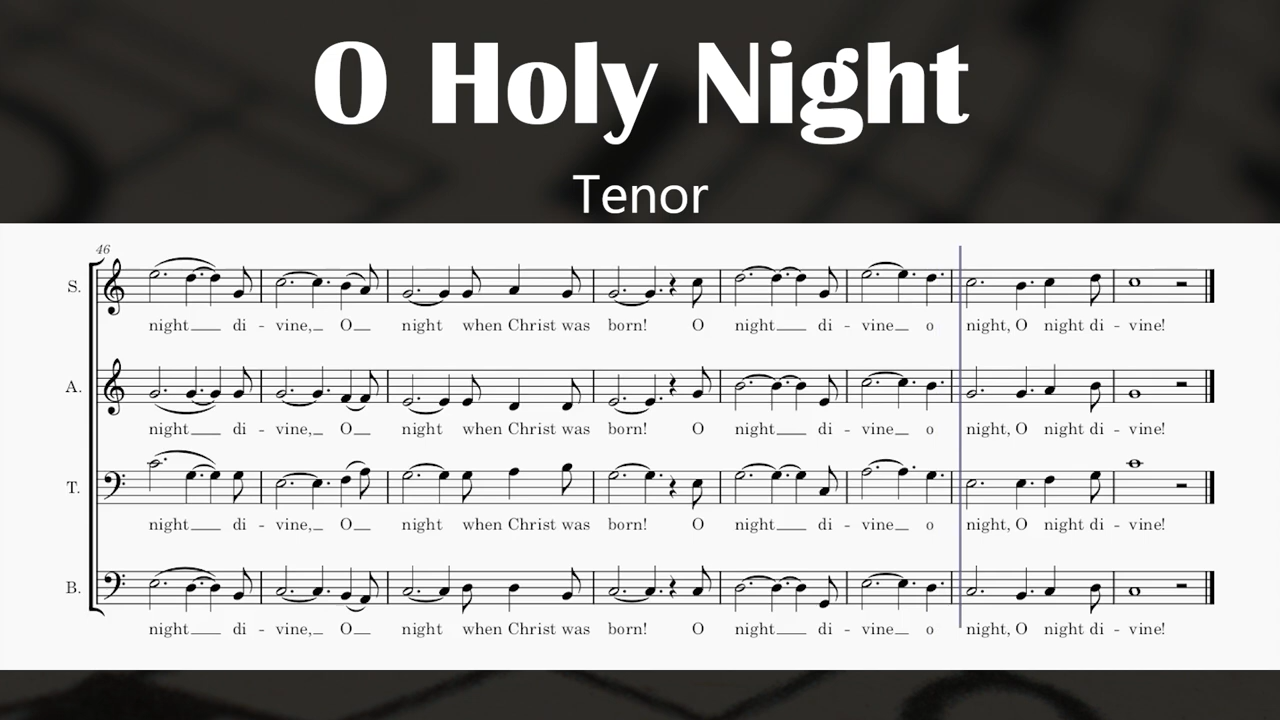 O Holy Night
Tenor
46
S.
night di - vine, O night when Christ was born! O night di - vine o night, O night di - vine!
A.
night di - vine, O night when Christ was born! O night di - vine o night, O night di - vine!
T.
night di - vine, O night when Christ was born! O night di - vine o night, O night di - vine!
B.
night di - vine, O night when Christ was born! O night di - vine o night, O night di - vine!